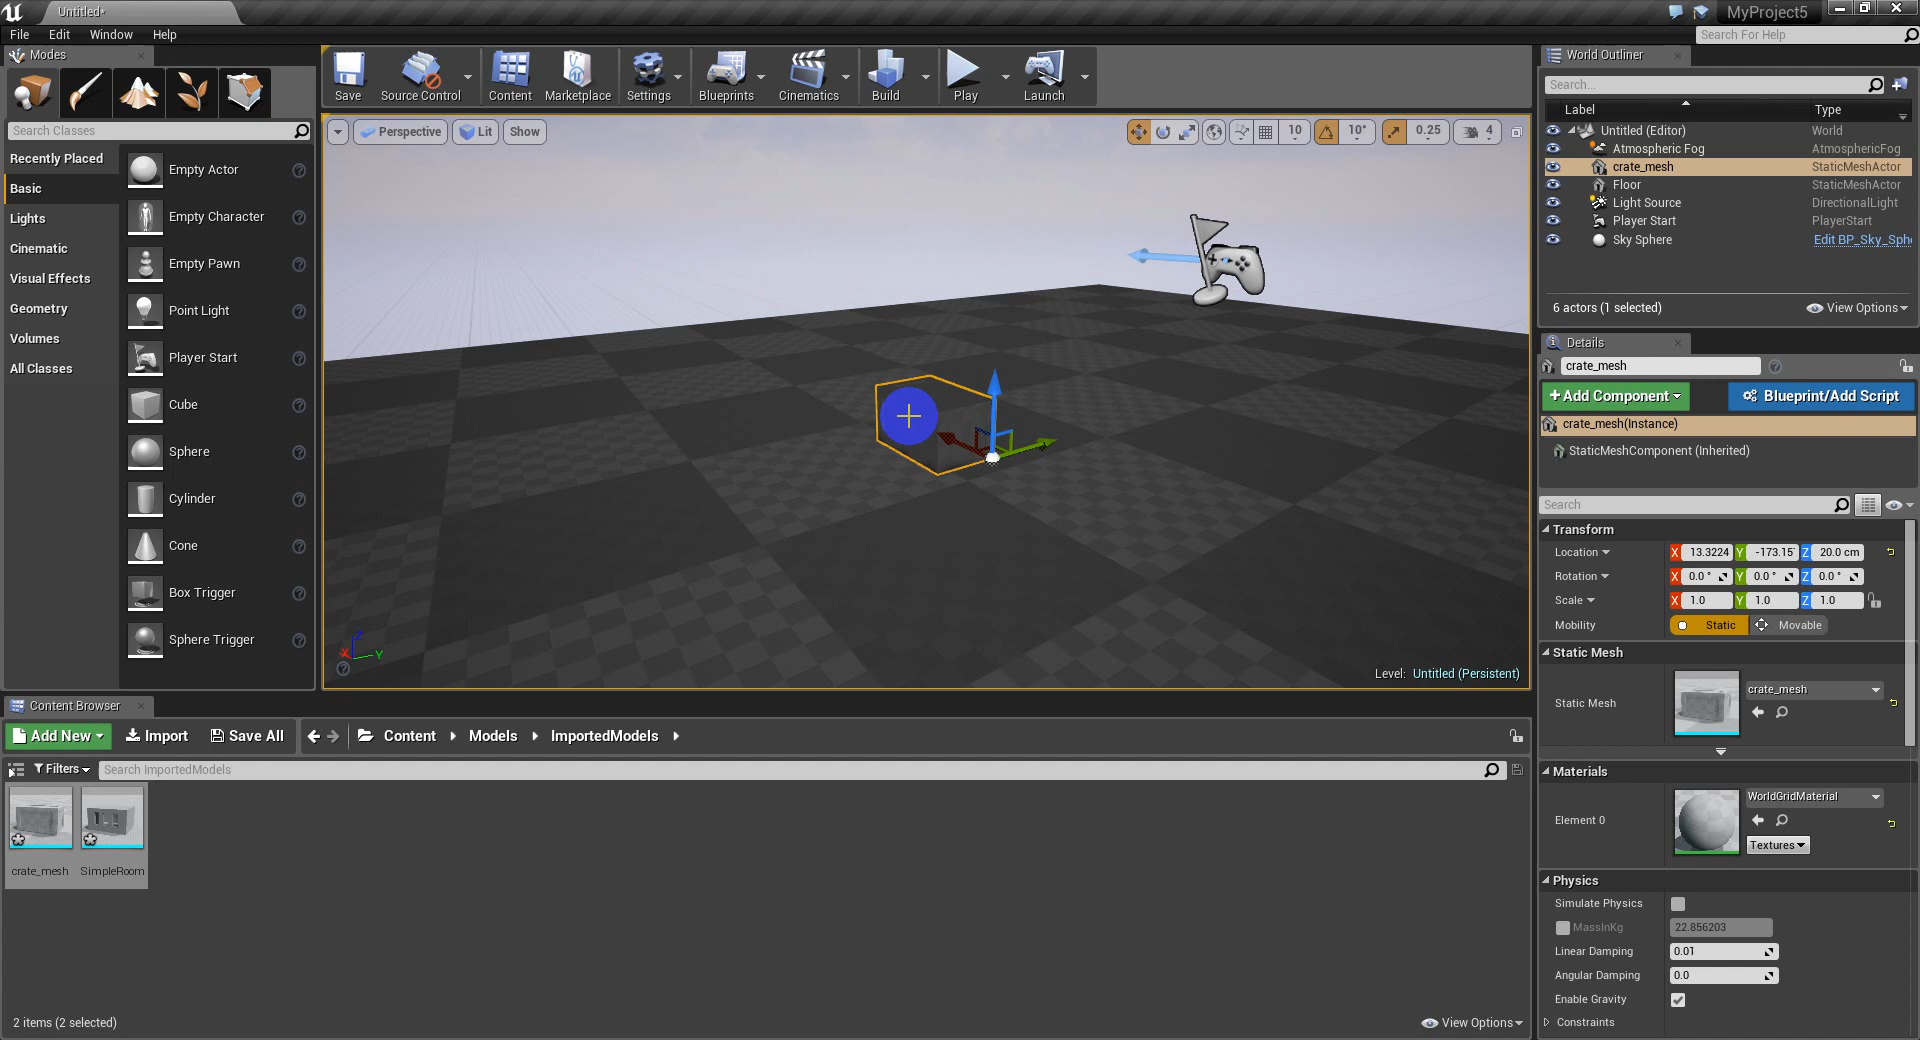 Untitled•
MyProject5
File Edit Window Help
Search For Help
Modes
Search Classes
Recently Placed
Basic
Lights
Cinematic
Visual Effects
Geometry
Volumes
All Classes
Empty Actor
Empty Character
Empty Pawn
Point Light
Player Start
Cube
Sphere
Cylinder
Cone
Box Trigger
Sphere Trigger
Save
Source Control
Content
Marketplace
Settings
Blueprints
Cinematics
Build
Play
Launch
Perspective
Lit
Show
10
10°
0.25
4
X
Y
Z
Level: Untitled (Persistent)
World Outliner
Search...
Label Type
Untitled (Editor) World
Atmospheric Fog AtmosphericFog
crate_mesh StaticMeshActor
Floor StaticMeshActor
Light Source DirectionalLight
Player Start PlayerStart
Sky Sphere Edit BP_Sky_Sph
6 actors (1 selected)
View Options
Details
crate_mesh
+Add Component
Blueprint/Add Script
crate_mesh(Instance)
StaticMeshComponent (Inherited)
Search
Transform
Location X 13.3224 Y -173.15 Z 20.0 cm
Rotation X 0.0 ° Y 0.0 ° Z 0.0 °
Scale X 1.0 Y 1.0 Z 1.0
Mobility Static Movable
Static Mesh
Static Mesh
crate_mesh
Materials
Element 0
WorldGridMaterial
Textures
Physics
Simulate Physics
MassInKg 22.856203
Linear Damping 0.01
Angular Damping 0.0
Enable Gravity
Constraints
Content Browser
Add New
Import
Save All
Content
Models
ImportedModels
Filters
Search ImportedModels
crate_mesh
SimpleRoom
2 items (2 selected)
View Options